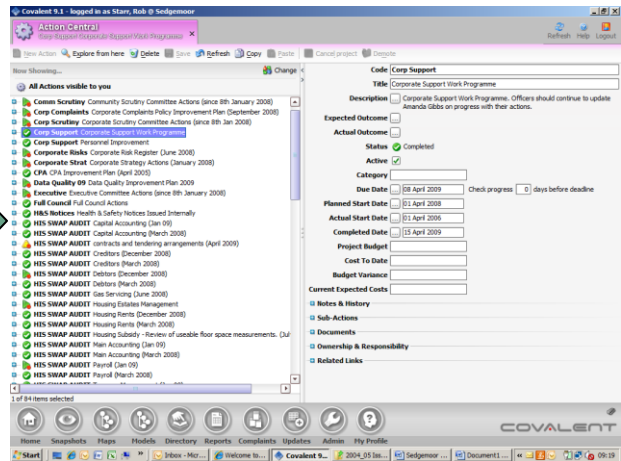 Covalent 9.1 - logged in as Starr, Rob @ Sedgemoor
Action Central
Corp Support Corporate Support Work Programme
Refresh Help Logout
New Action Explore from here Delete Save Refresh Copy Paste Cancel project Demote
Now Showing... Change
All Actions visible to you
Comm Scrutiny Community Scrutiny Committee Actions (since 8th January 2008)
Corp Complaints Corporate Complaints Policy Improvement Plan (September 2008)
Corp Scrutiny Corporate Scrutiny Committee Actions (since 8th Jan 2008)
Corp Support Corporate Support Work Programme
Corp Support Personnel Improvement
Corporate Risks Corporate Risk Register (June 2008)
Corporate Strat Corporate Strategy Actions (January 2008)
CPA CPA Improvement Plan (April 2005)
Data Quality 09 Data Quality Improvement Plan 2009
Executive Executive Committee Actions (since 8th January 2008)
Full Council Full Council Actions
H&S Notices Health & Safety Notices Issued Internally
HIS SWAP AUDIT Capital Accounting (Jan 09)
HIS SWAP AUDIT Capital Accounting (March 2008)
HIS SWAP AUDIT contracts and tendering arrangements (April 2009)
HIS SWAP AUDIT Creditors (December 2008)
HIS SWAP AUDIT Creditors (March 2008)
HIS SWAP AUDIT Debtors (December 2008)
HIS SWAP AUDIT Debtors (March 2008)
HIS SWAP AUDIT Gas Servicing (June 2008)
HIS SWAP AUDIT Housing Estates Management
HIS SWAP AUDIT Housing Rents (December 2008)
HIS SWAP AUDIT Housing Rents (March 2008)
HIS SWAP AUDIT Housing Subsidy - Review of useable floor space measurements. (Jul
HIS SWAP AUDIT Main Accounting (Jan 09)
HIS SWAP AUDIT Main Accounting (March 2008)
HIS SWAP AUDIT Payroll (Jan 09)
HIS SWAP AUDIT Payroll (March 2008)
1 of 84 items selected
Code Corp Support
Title Corporate Support Work Programme
Description ... Corporate Support Work Programme. Officers should continue to update
Amanda Gibbs on progress with their actions.
Expected Outcome ...
Actual Outcome ...
Status Completed
Active
Category
Due Date ... 08 April 2009 Check progress 0 days before deadline
Planned Start Date ... 01 April 2008
Actual Start Date ... 01 April 2006
Completed Date ... 15 April 2009
Project Budget
Cost To Date
Budget Variance
Current Expected Costs
Notes & History
Sub-Actions
Documents
Ownership & Responsibility
Related Links
Home Snapshots Maps Models Directory Reports Complaints Updates Admin My Profile
COVALENT
Start Inbox - Micr... Welcome to... Covalent 9.... 2004_05 Iss... Sedgemoor ... Document1 ... 09:19